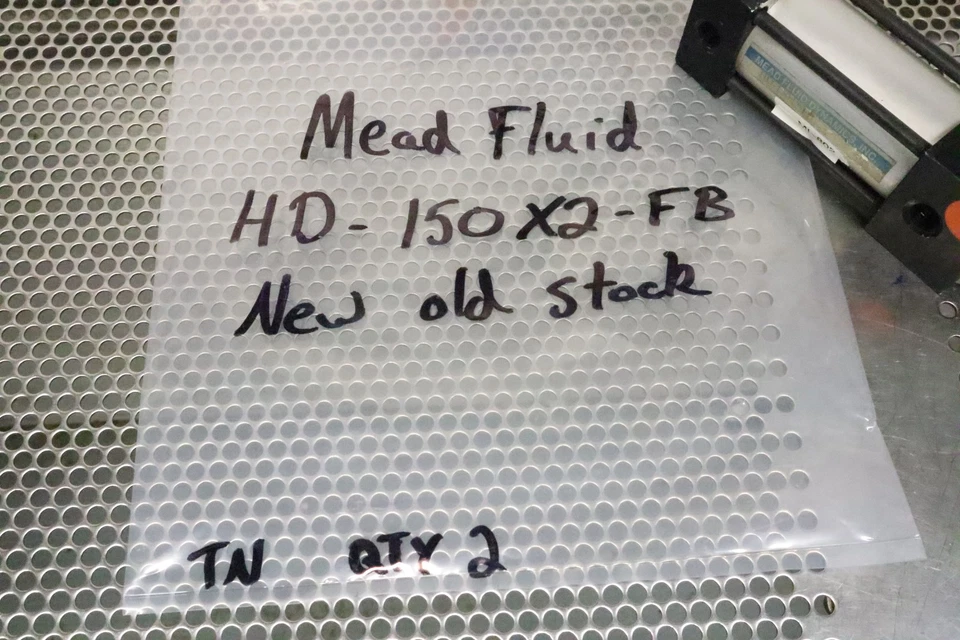 Mead Fluid
HD-150X2-FB
New old stock
TN QTY 2